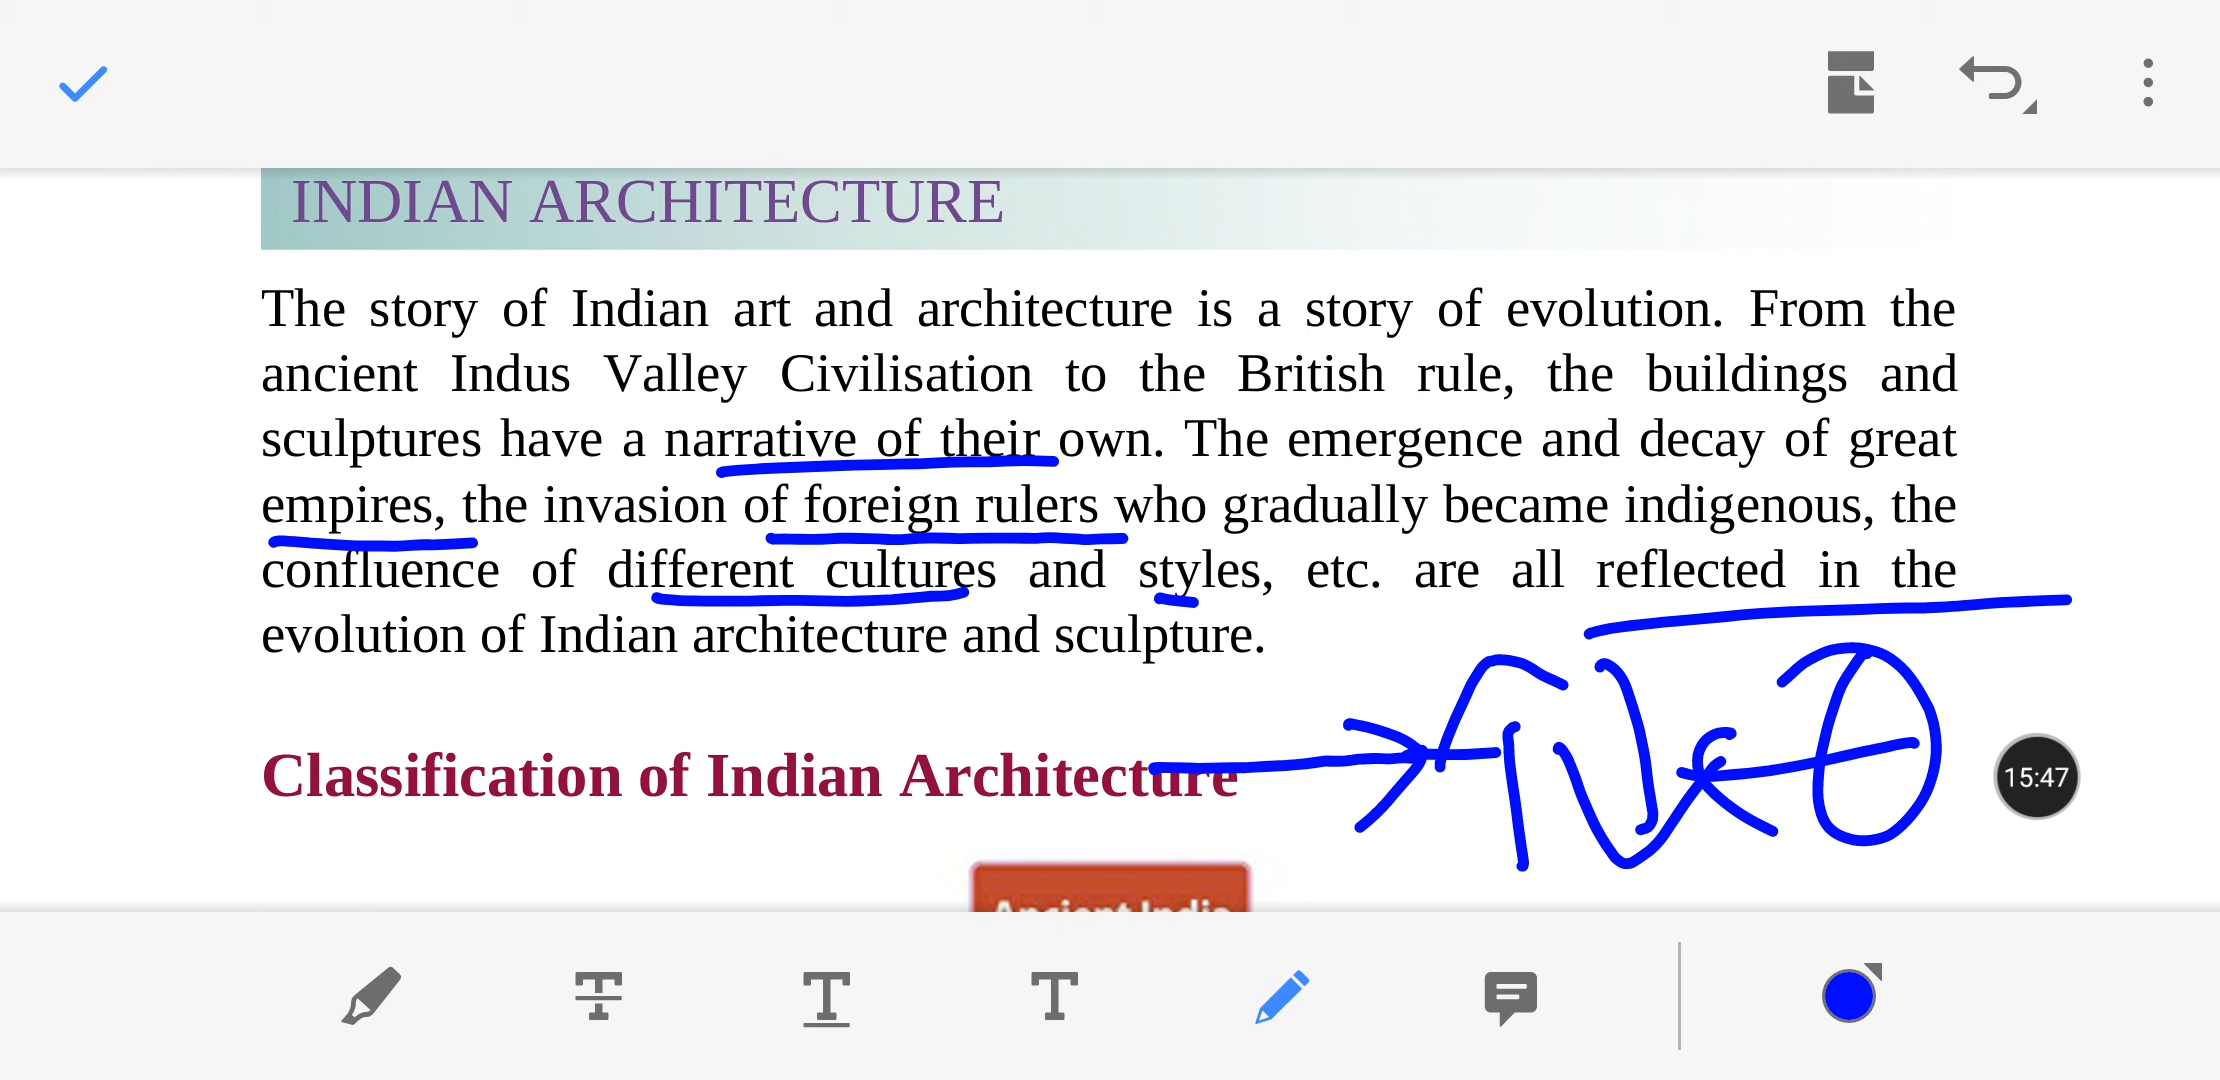 INDIAN ARCHITECTURE
The story of Indian art and architecture is a story of evolution. From the
ancient Indus Valley Civilisation to the British rule, the buildings and
sculptures have a narrative of their own. The emergence and decay of great
empires, the invasion of foreign rulers who gradually became indigenous, the
confluence of different cultures and styles, etc. are all reflected in the
evolution of Indian architecture and sculpture.
Classification of Indian Architecture
15:47
Ancient India